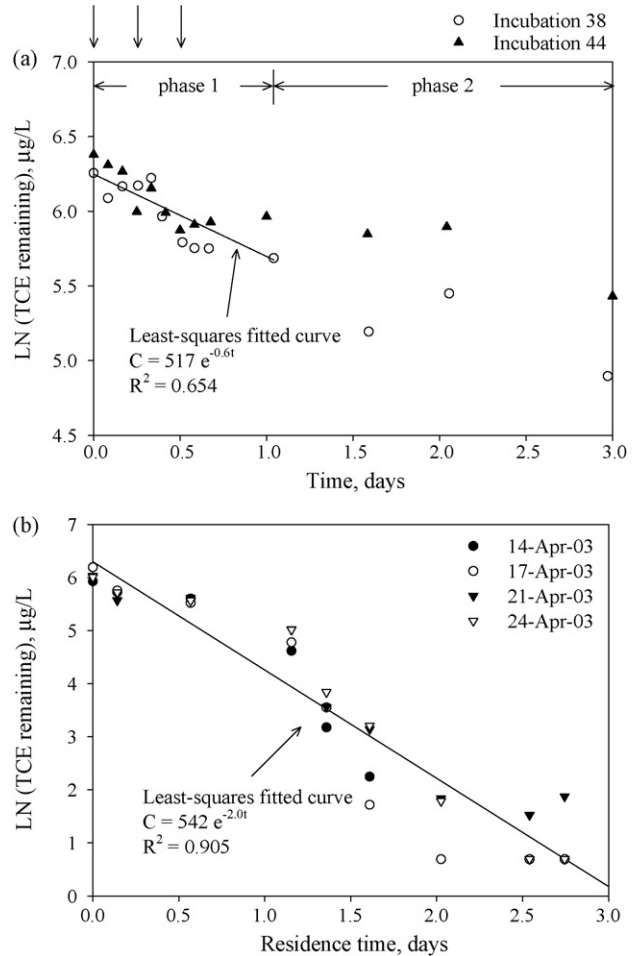 Incubation 38
Incubation 44
(a)
7.0
6.5
6.0
5.5
5.0
4.5
LN (TCE remaining), µg/L
phase 1
phase 2
Least-squares fitted curve
C = 517 e^-0.6t
R² = 0.654
0.0 0.5 1.0 1.5 2.0 3.0
Time, days
(b)
7
6
5
4
3
2
1
0
LN (TCE remaining), µg/L
14-Apr-03
17-Apr-03
21-Apr-03
24-Apr-03
Least-squares fitted curve
C = 542 e^-2.0t
R² = 0.905
0.0 0.5 1.0 1.5 2.0 2.5 3.0
Residence time, days